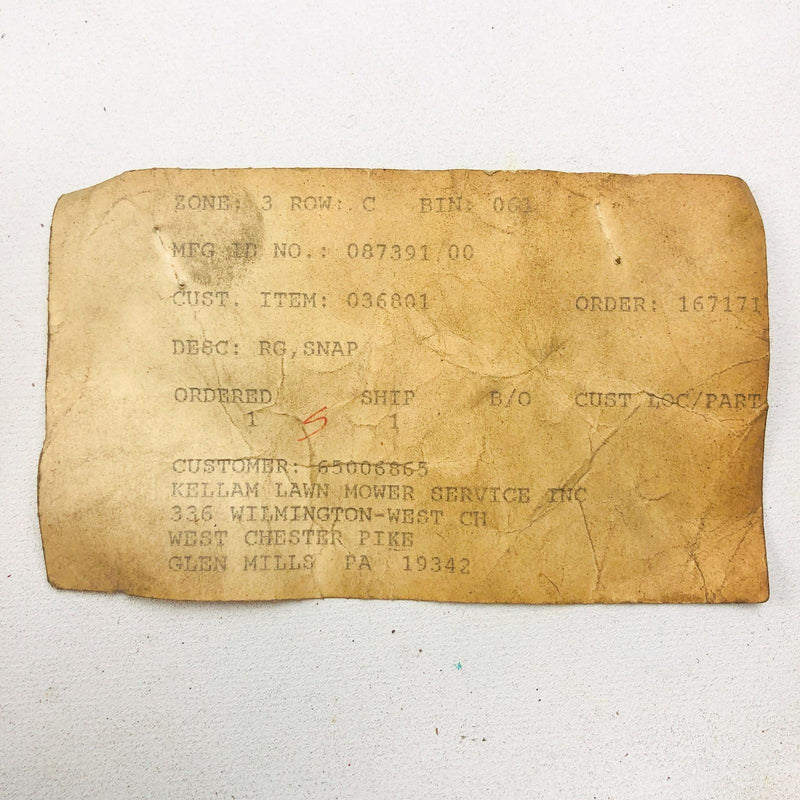 ZONE: 3 ROW: C BIN: 061
MFG ID NO.: 087391/00
CUST. ITEM: 036801 ORDER: 167171
DESC: RG,SNAP
ORDERED SHIP B/O CUST LOC/PART
1 S 1
CUSTOMER: 65006865
KELLAM LAWN MOWER SERVICE INC
336 WILMINGTON-WEST CH
WEST CHESTER PIKE
GLEN MILLS PA 19342